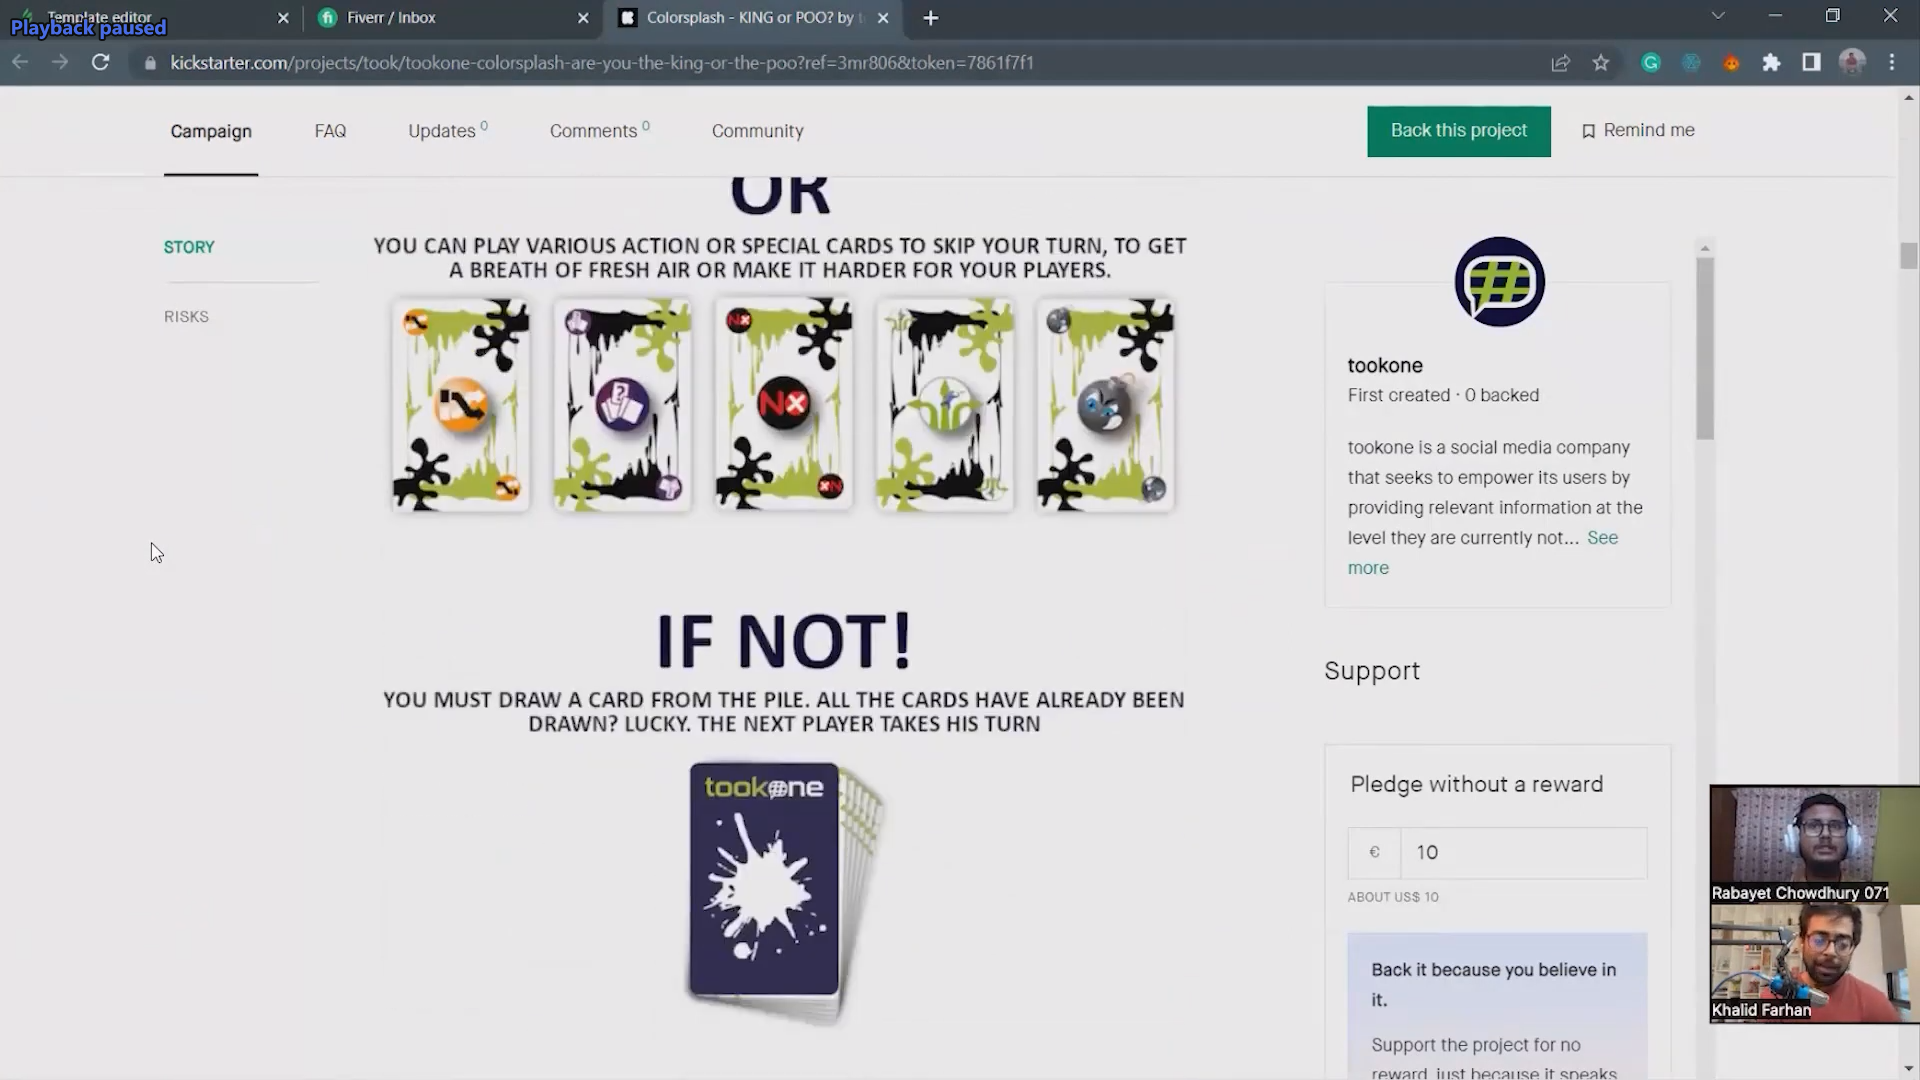 Template editor
Playback paused
Fiverr / Inbox
Colorsplash - KING or POO? by t
kickstarter.com/projects/took/tookone-colorsplash-are-you-the-king-or-the-poo?ref=3mr806&token=7861f7f1
Campaign
FAQ
Updates 0
Comments 0
Community
Back this project
Remind me
OR
STORY
RISKS
YOU CAN PLAY VARIOUS ACTION OR SPECIAL CARDS TO SKIP YOUR TURN, TO GET
A BREATH OF FRESH AIR OR MAKE IT HARDER FOR YOUR PLAYERS.
IF NOT!
YOU MUST DRAW A CARD FROM THE PILE. ALL THE CARDS HAVE ALREADY BEEN
DRAWN? LUCKY. THE NEXT PLAYER TAKES HIS TURN
took#ne
tookone
First created · 0 backed
tookone is a social media company
that seeks to empower its users by
providing relevant information at the
level they are currently not... See
more
Support
Pledge without a reward
€ 10
ABOUT US$ 10
Back it because you believe in
it.
Support the project for no
reward, just because it speaks
Rabayet Chowdhury 071
Khalid Farhan